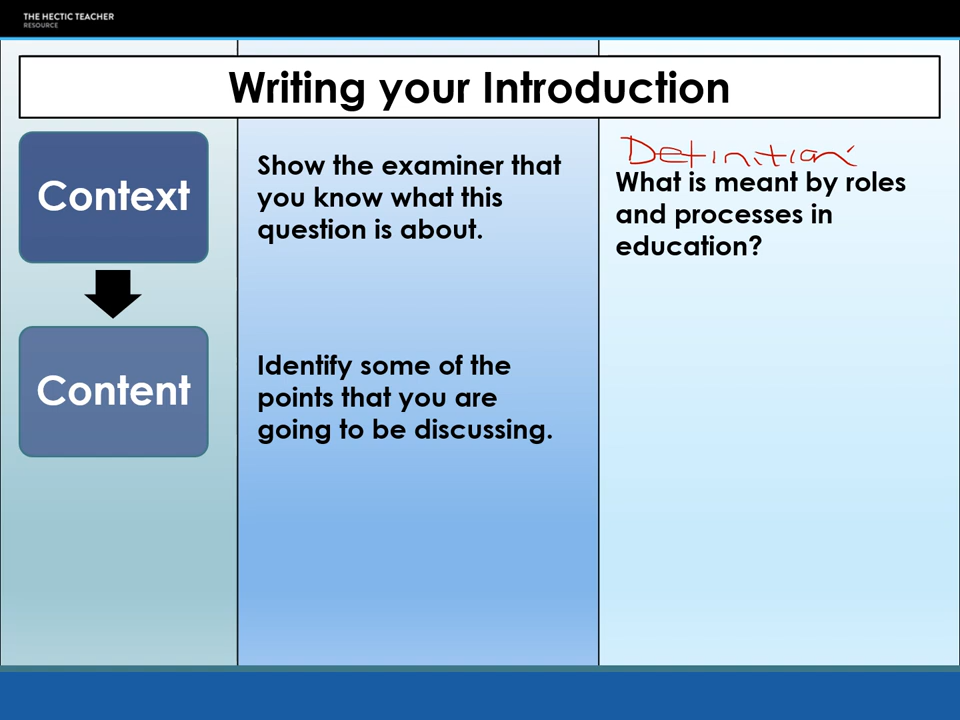 THE HECTIC TEACHER
RESOURCE
Writing your Introduction
Context
Show the examiner that
you know what this
question is about.
Definition
What is meant by roles
and processes in
education?
Content
Identify some of the
points that you are
going to be discussing.